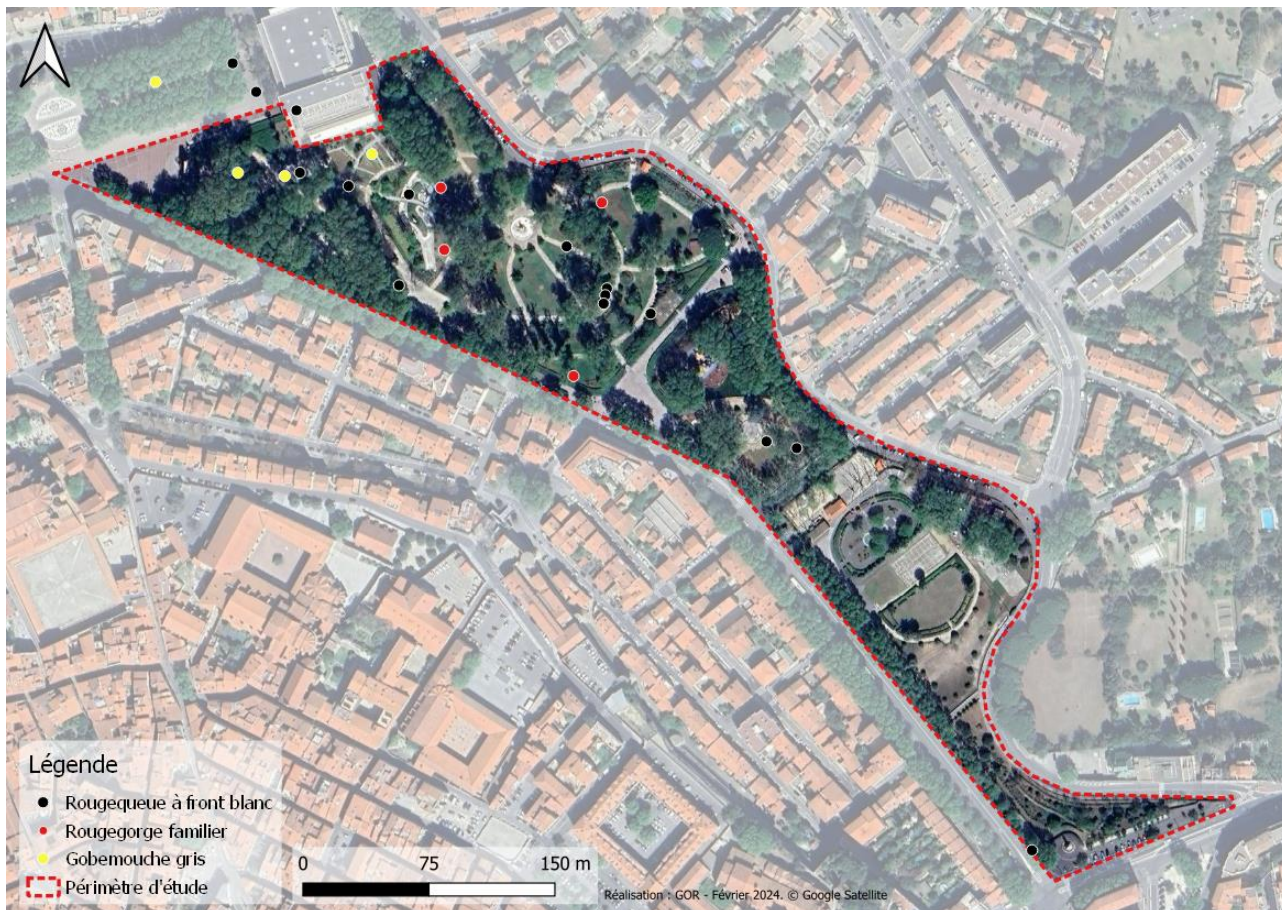 Légende
Rougequeue à front blanc
Rougegorge familier
Gobemouche gris
Périmètre d'étude
0 75 150 m
Réalisation : GOR - Février 2024. © Google Satellite